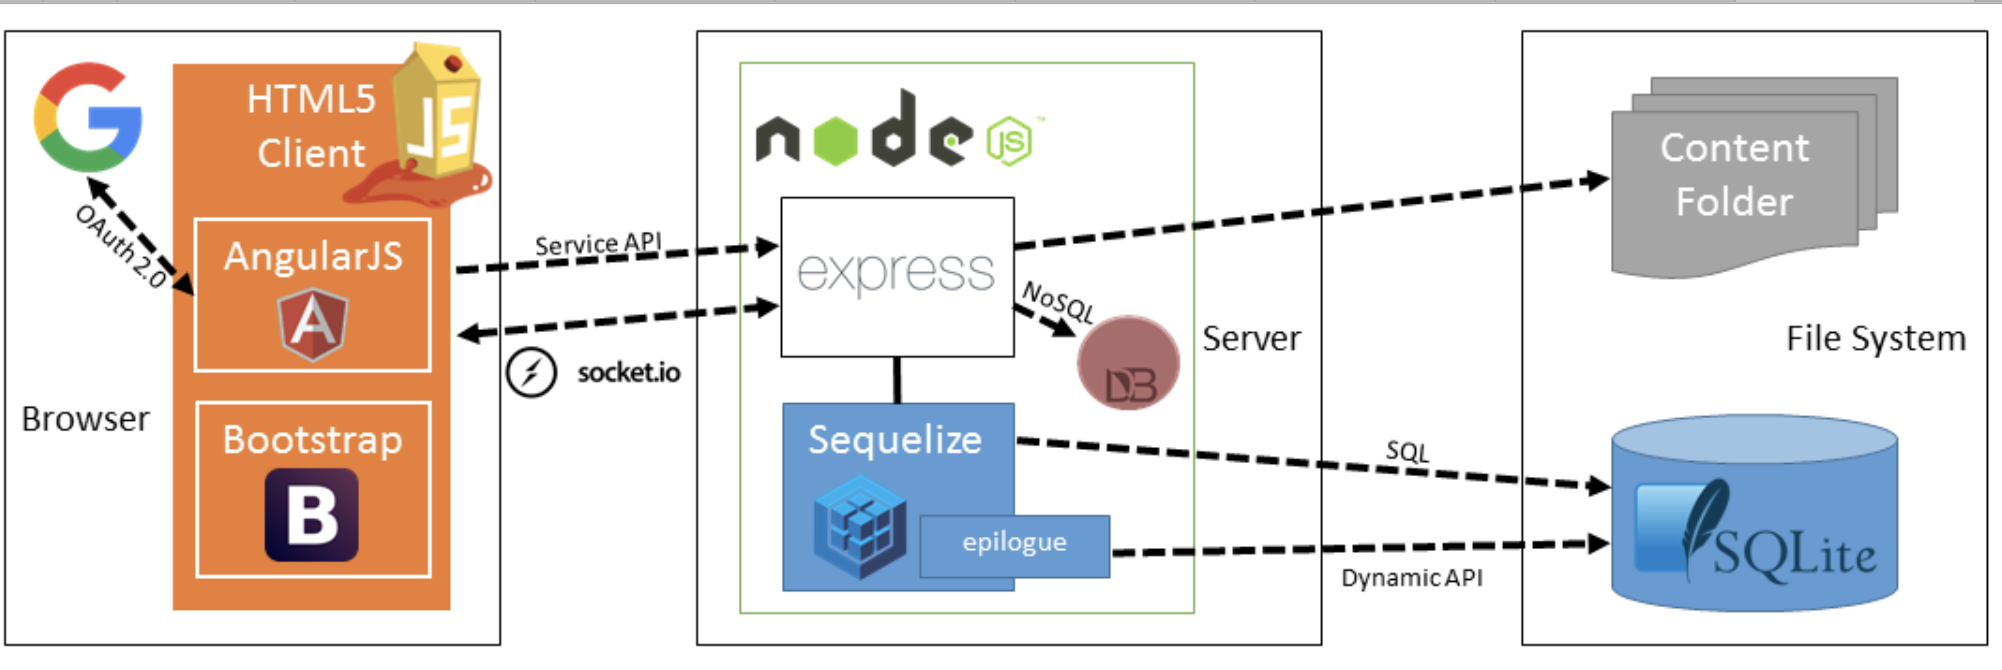 HTML5
Client
JS
OAuth 2.0
AngularJS
A
Browser
Bootstrap
B
Service API
socket.io
node
JS
™
express
NoSQL
DB
Server
Sequelize
epilogue
SQL
Dynamic API
Content
Folder
File System
SQLite